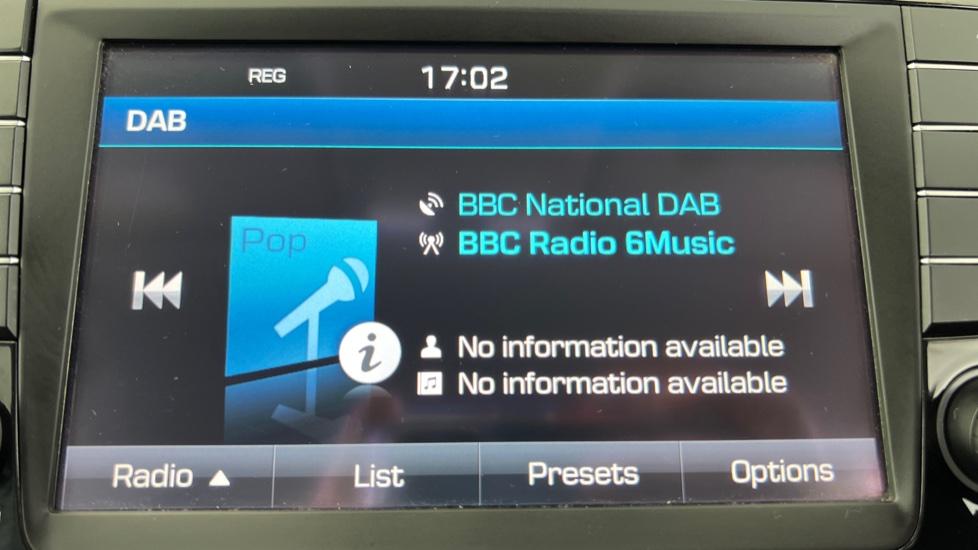 REG 17:02
DAB
Pop
BBC National DAB
BBC Radio 6Music
i
No information available
No information available
Radio ▲ List Presets Options